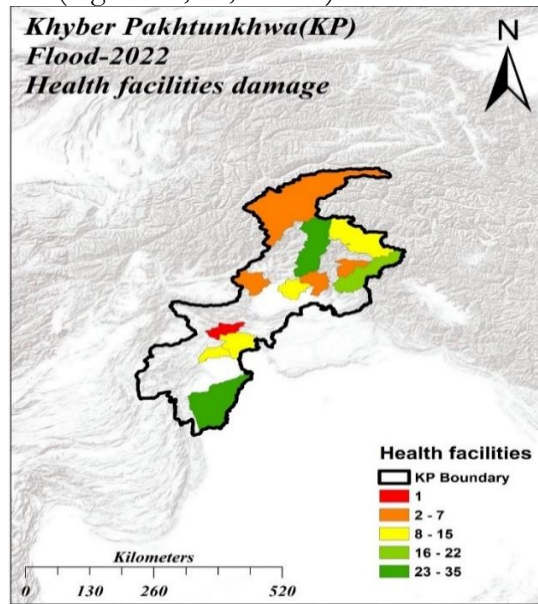 Khyber Pakhtunkhwa(KP)
Flood-2022
Health facilities damage
N
Health facilities
KP Boundary
1
2 - 7
8 - 15
16 - 22
23 - 35
Kilometers
0 130 260 520